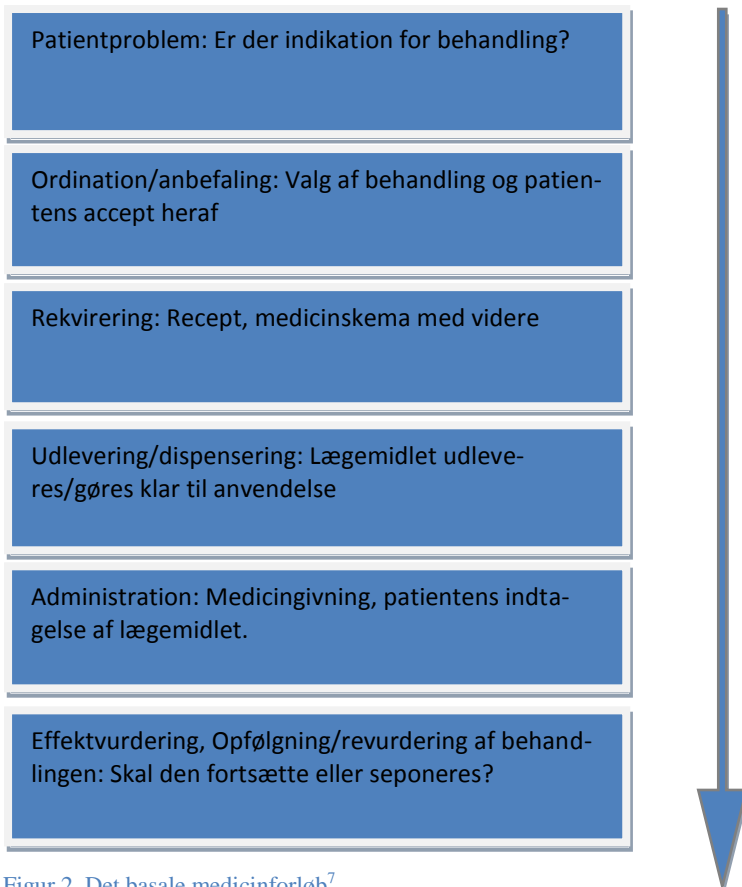 Patientproblem: Er der indikation for behandling?
Ordination/anbefaling: Valg af behandling og patien-
tens accept heraf
Rekvirering: Recept, medicinskema med videre
Udlevering/dispensering: Lægemidlet udleve-
res/gøres klar til anvendelse
Administration: Medicingivning, patientens indta-
gelse af lægemidlet.
Effektvurdering, Opfølgning/revurdering af behand-
lingen: Skal den fortsætte eller seponeres?
Figur 2. Det basale medicinforløb⁷